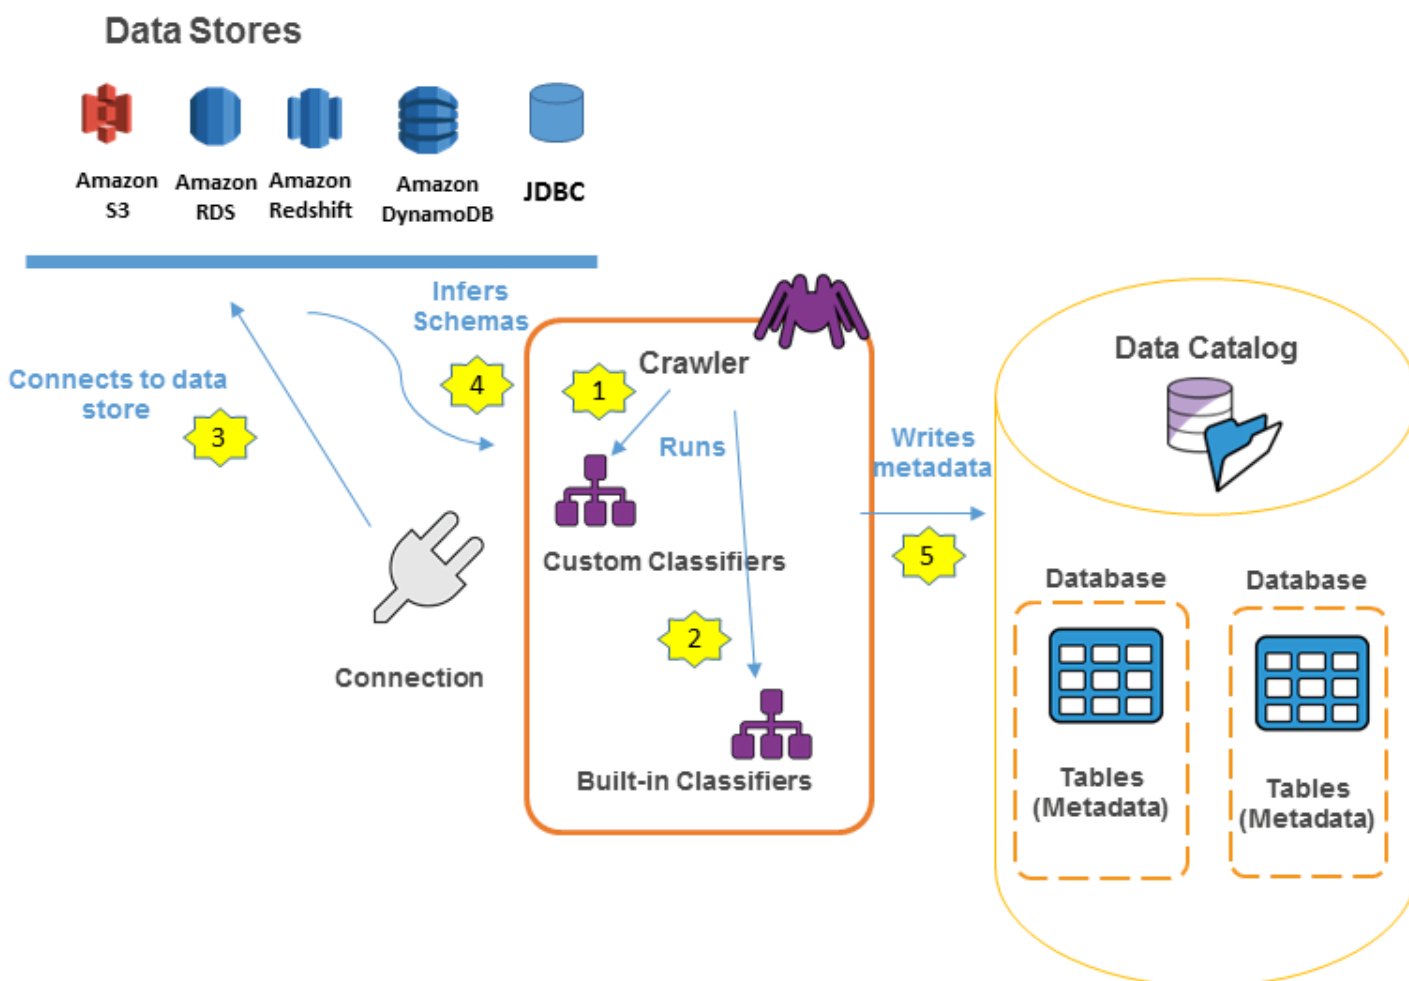 Data Stores
Amazon
S3
Amazon
RDS
Amazon
Redshift
Amazon
DynamoDB
JDBC
Infers
Schemas
4
Connects to data
store
3
Connection
Crawler
1
Runs
Custom Classifiers
2
Built-in Classifiers
Writes
metadata
5
Data Catalog
Database
Tables
(Metadata)
Database
Tables
(Metadata)